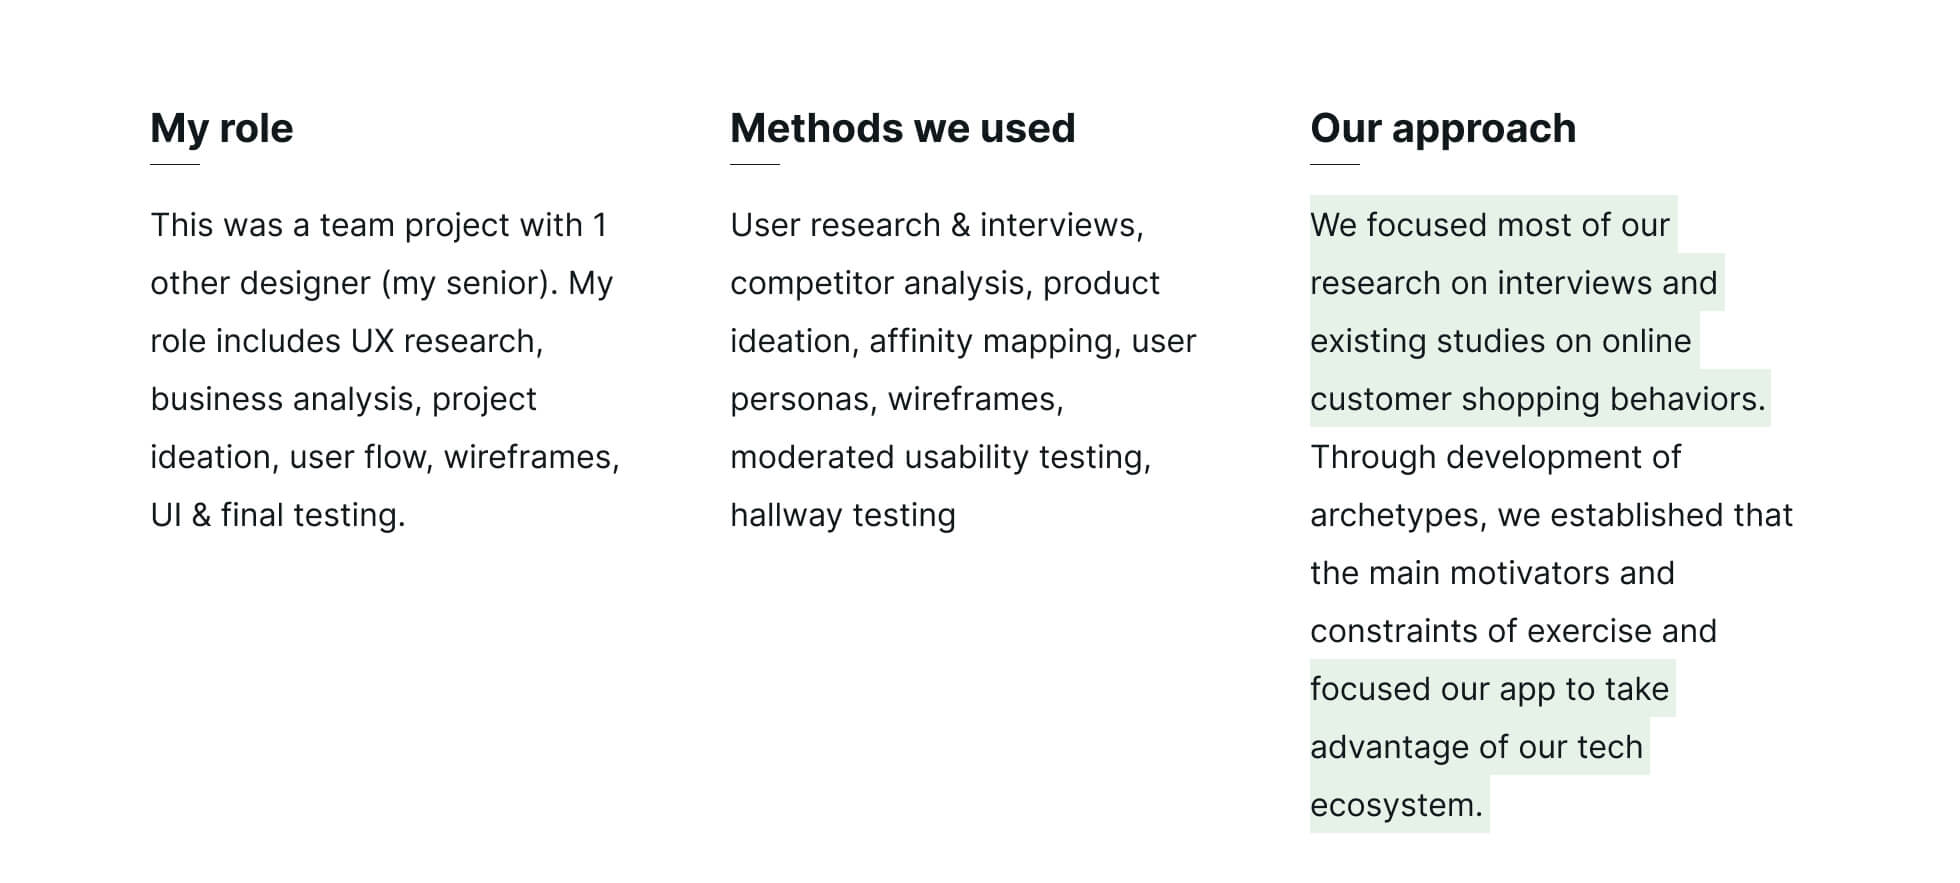 My role
This was a team project with 1
other designer (my senior). My
role includes UX research,
business analysis, project
ideation, user flow, wireframes,
UI & final testing.
Methods we used
User research & interviews,
competitor analysis, product
ideation, affinity mapping, user
personas, wireframes,
moderated usability testing,
hallway testing
Our approach
We focused most of our
research on interviews and
existing studies on online
customer shopping behaviors.
Through development of
archetypes, we established that
the main motivators and
constraints of exercise and
focused our app to take
advantage of our tech
ecosystem.